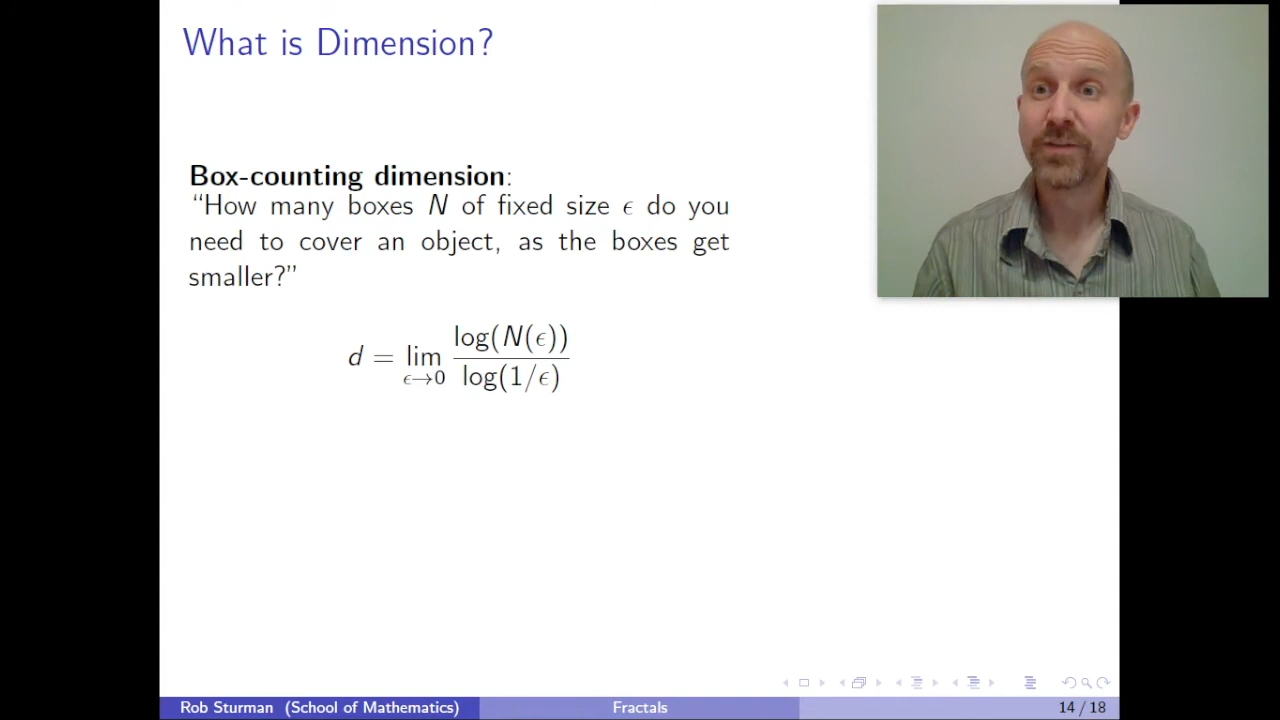 What is Dimension?
Box-counting dimension:
“How many boxes N of fixed size ϵ do you
need to cover an object, as the boxes get
smaller?”
d = lim_{ϵ→0} log(N(ϵ)) / log(1/ϵ)
Rob Sturman (School of Mathematics) Fractals 14 / 18